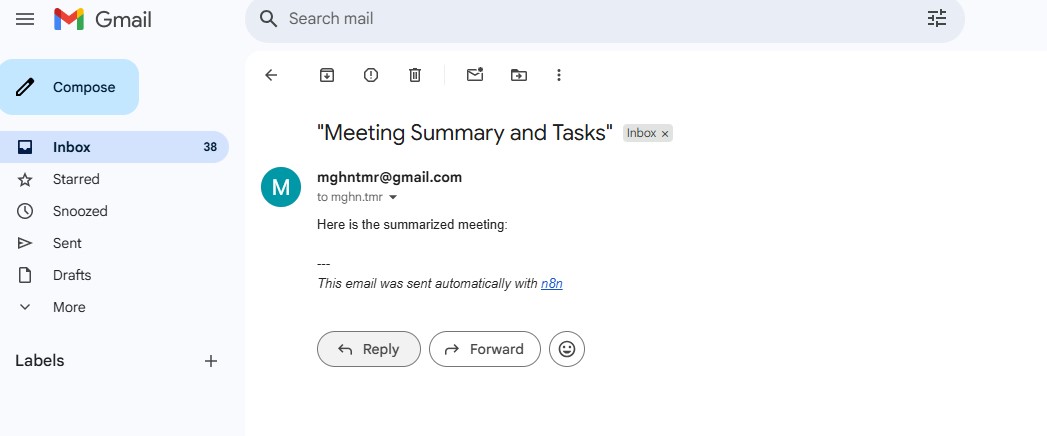 Gmail
Search mail
Compose
Inbox 38
Starred
Snoozed
Sent
Drafts
More
Labels
"Meeting Summary and Tasks" Inbox x
M
mghntmr@gmail.com
to mghn.tmr
Here is the summarized meeting:
---
This email was sent automatically with n8n
Reply Forward